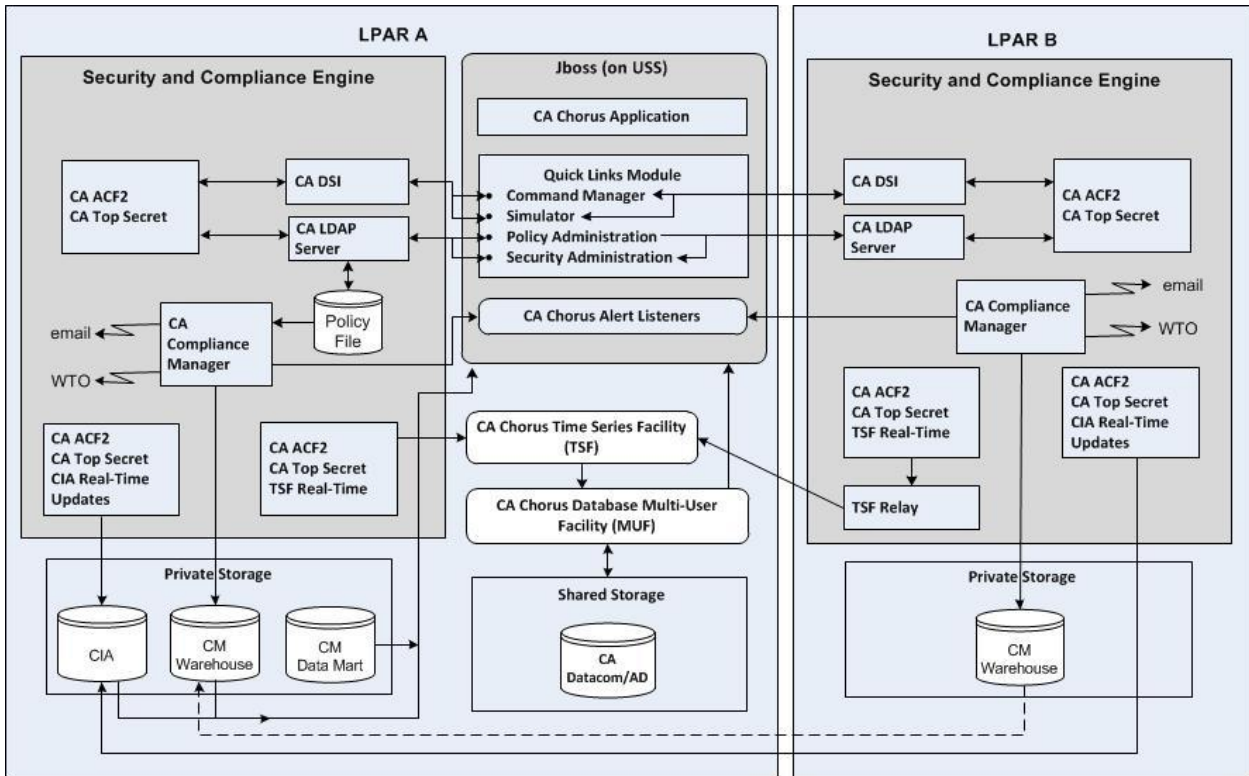 LPAR A
Security and Compliance Engine
CA ACF2
CA Top Secret
CA DSI
CA LDAP
Server
Policy
File
CA
Compliance
Manager
email
WTO
CA ACF2
CA Top Secret
CIA Real-Time
Updates
CA ACF2
CA Top Secret
TSF Real-Time
Private Storage
CIA
CM
Warehouse
CM
Data Mart
Jboss (on USS)
CA Chorus Application
Quick Links Module
Command Manager
Simulator
Policy Administration
Security Administration
CA Chorus Alert Listeners
CA Chorus Time Series Facility
(TSF)
CA Chorus Database Multi-User
Facility (MUF)
Shared Storage
CA
Datacom/AD
LPAR B
Security and Compliance Engine
CA DSI
CA LDAP
Server
CA ACF2
CA Top Secret
CA Compliance
Manager
email
WTO
CA ACF2
CA Top Secret
TSF Real-Time
TSF Relay
CA ACF2
CA Top Secret
CIA Real-Time
Updates
Private Storage
CM
Warehouse